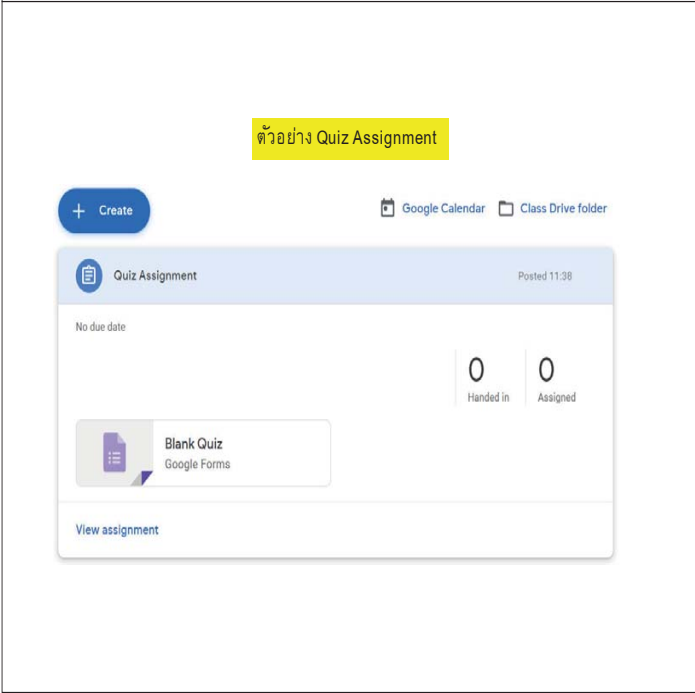 ตัวอย่าง Quiz Assignment
Create
Google Calendar
Class Drive folder
Quiz Assignment
Posted 11:38
No due date
0
0
Handed in
Assigned
Blank Quiz
Google Forms
View assignment